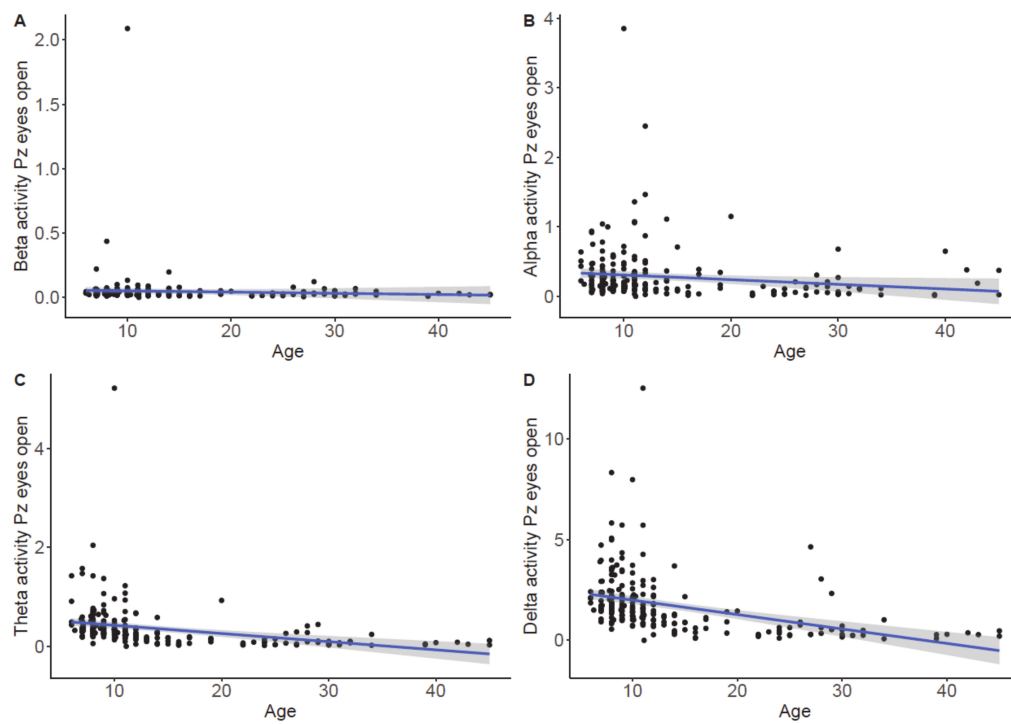 A
Beta activity Pz eyes open
2.0
1.5
1.0
0.5
0.0
10
20
30
40
Age
B
Alpha activity Pz eyes open
4
3
2
1
0
10
20
30
40
Age
C
Theta activity Pz eyes open
4
2
0
10
20
30
40
Age
D
Delta activity Pz eyes open
10
5
0
10
20
30
40
Age